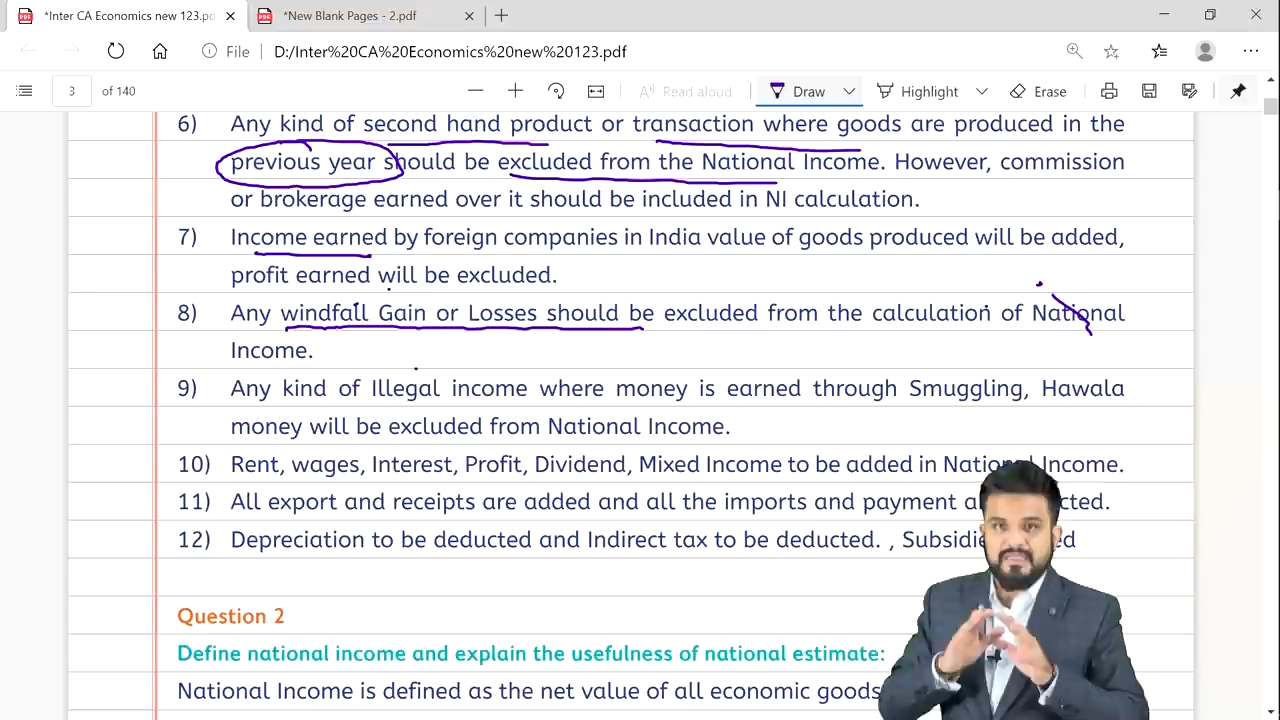 *Inter CA Economics new 123.pd
*New Blank Pages - 2.pdf
File D:/Inter%20CA%20Economics%20new%20123.pdf
3 of 140
Read aloud Draw Highlight Erase
6) Any kind of second hand product or transaction where goods are produced in the
previous year should be excluded from the National Income. However, commission
or brokerage earned over it should be included in NI calculation.
7) Income earned by foreign companies in India value of goods produced will be added,
profit earned will be excluded.
8) Any windfall Gain or Losses should be excluded from the calculation of National
Income.
9) Any kind of Illegal income where money is earned through Smuggling, Hawala
money will be excluded from National Income.
10) Rent, wages, Interest, Profit, Dividend, Mixed Income to be added in National Income.
11) All export and receipts are added and all the imports and payment
12) Depreciation to be deducted and Indirect tax to be deducted. ,
Question 2
Define national income and explain the usefulness of national estimate:
National Income is defined as the net value of all economic goods